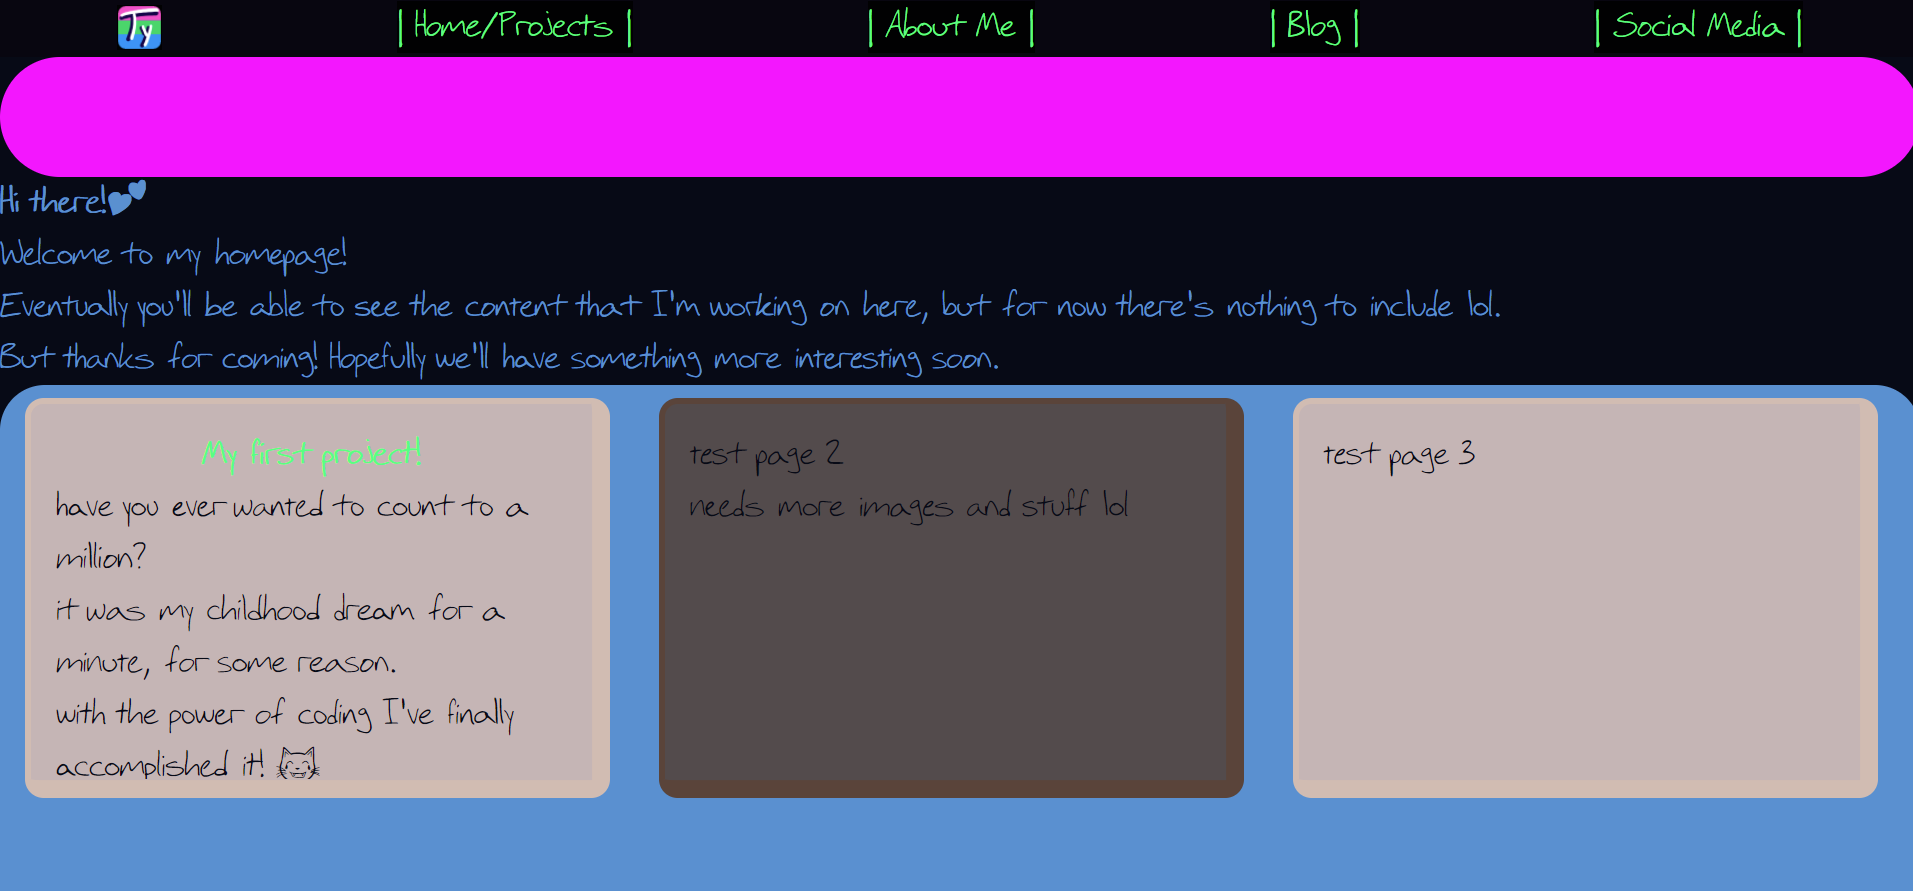 Ty
| Home/Projects |
| About Me |
| Blog |
| Social Media |
Hi there!💕
Welcome to my homepage!
Eventually you'll be able to see the content that I'm working on here, but for now there's nothing to include lol.
But thanks for coming! Hopefully we'll have something more interesting soon.
My first project!
have you ever wanted to count to a
million?
it was my childhood dream for a
minute, for some reason.
with the power of coding I've finally
accomplished it! 😸
test page 2
needs more images and stuff lol
test page 3